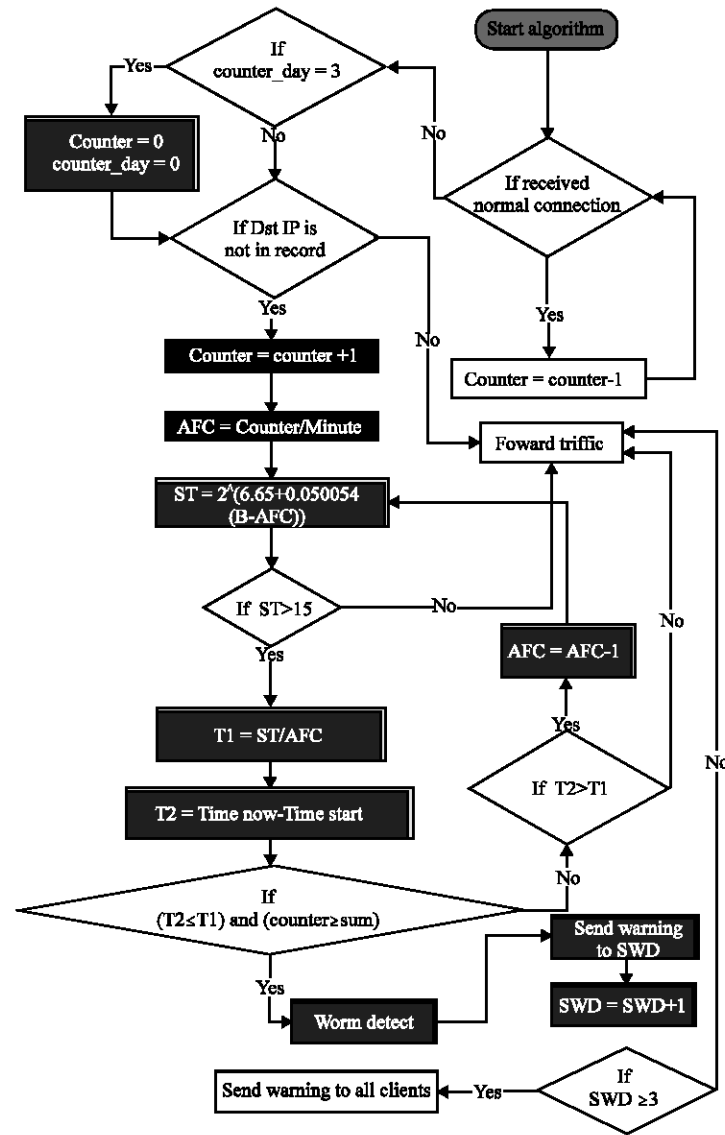 Start algorithm
If received
normal connection
Yes
Counter = counter-1
No
If
counter_day = 3
Yes
Counter = 0
counter_day = 0
No
If Dst IP is
not in record
No
Yes
Counter = counter +1
AFC = Counter/Minute
Foward triffic
ST = 2^(6.65+0.050054
(B-AFC))
If ST>15
No
Yes
T1 = ST/AFC
T2 = Time now-Time start
If
(T2≤T1) and (counter≥sum)
No
If T2>T1
Yes
AFC = AFC-1
No
Yes
Worm detect
Send warning
to SWD
SWD = SWD+1
If
SWD ≥3
No
Yes
Send warning to all clients